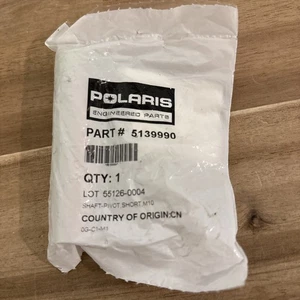 POLARIS
ENGINEERED PARTS
PART # 5139990
QTY: 1
LOT 55126-0004
SHAFT-PIVOT SHORT M10
COUNTRY OF ORIGIN:CN